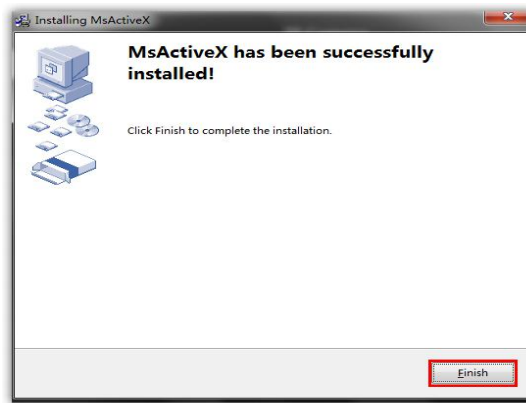 Installing MsActiveX
MsActiveX has been successfully
installed!
Click Finish to complete the installation.
Finish